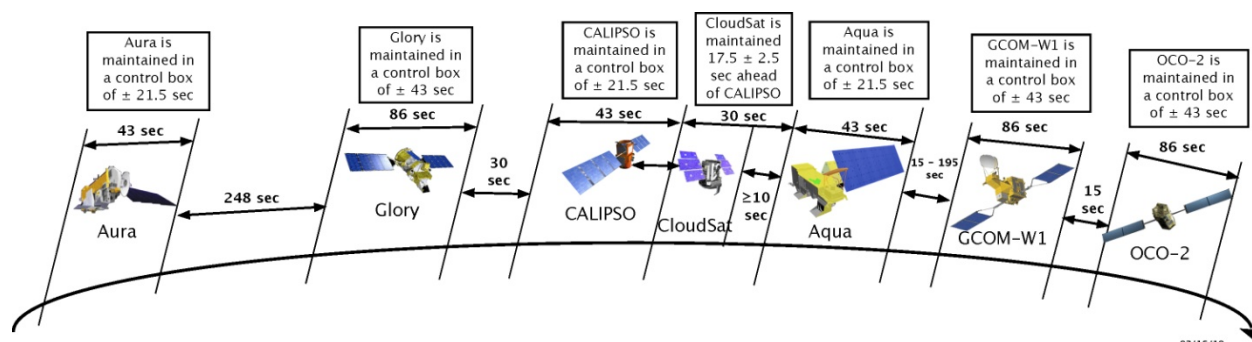 Aura is
maintained in
a control box
of ± 21.5 sec
Glory is
maintained in
a control box
of ± 43 sec
CALIPSO is
maintained in
a control box
of ± 21.5 sec
CloudSat is
maintained
17.5 ± 2.5
sec ahead
of CALIPSO
Aqua is
maintained in
a control box
of ± 21.5 sec
GCOM-W1 is
maintained in
a control box
of ± 43 sec
OCO-2 is
maintained in
a control box
of ± 43 sec
43 sec
86 sec
43 sec
30 sec
43 sec
86 sec
86 sec
248 sec
30
sec
≥10
sec
15 - 195
sec
15
sec
Aura
Glory
CALIPSO
CloudSat
Aqua
GCOM-W1
OCO-2